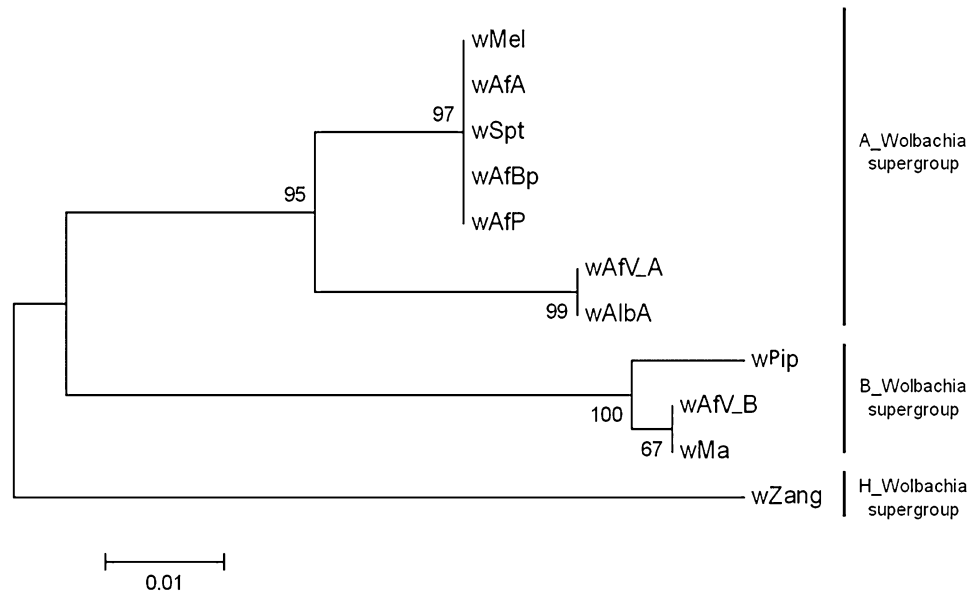 wMel
wAfA
97
wSpt
A_Wolbachia
supergroup
wAfBp
95
wAfP
wAfV_A
99
wAlbA
wPip
B_Wolbachia
supergroup
wAfV_B
100
67
wMa
H_Wolbachia
supergroup
wZang
0.01